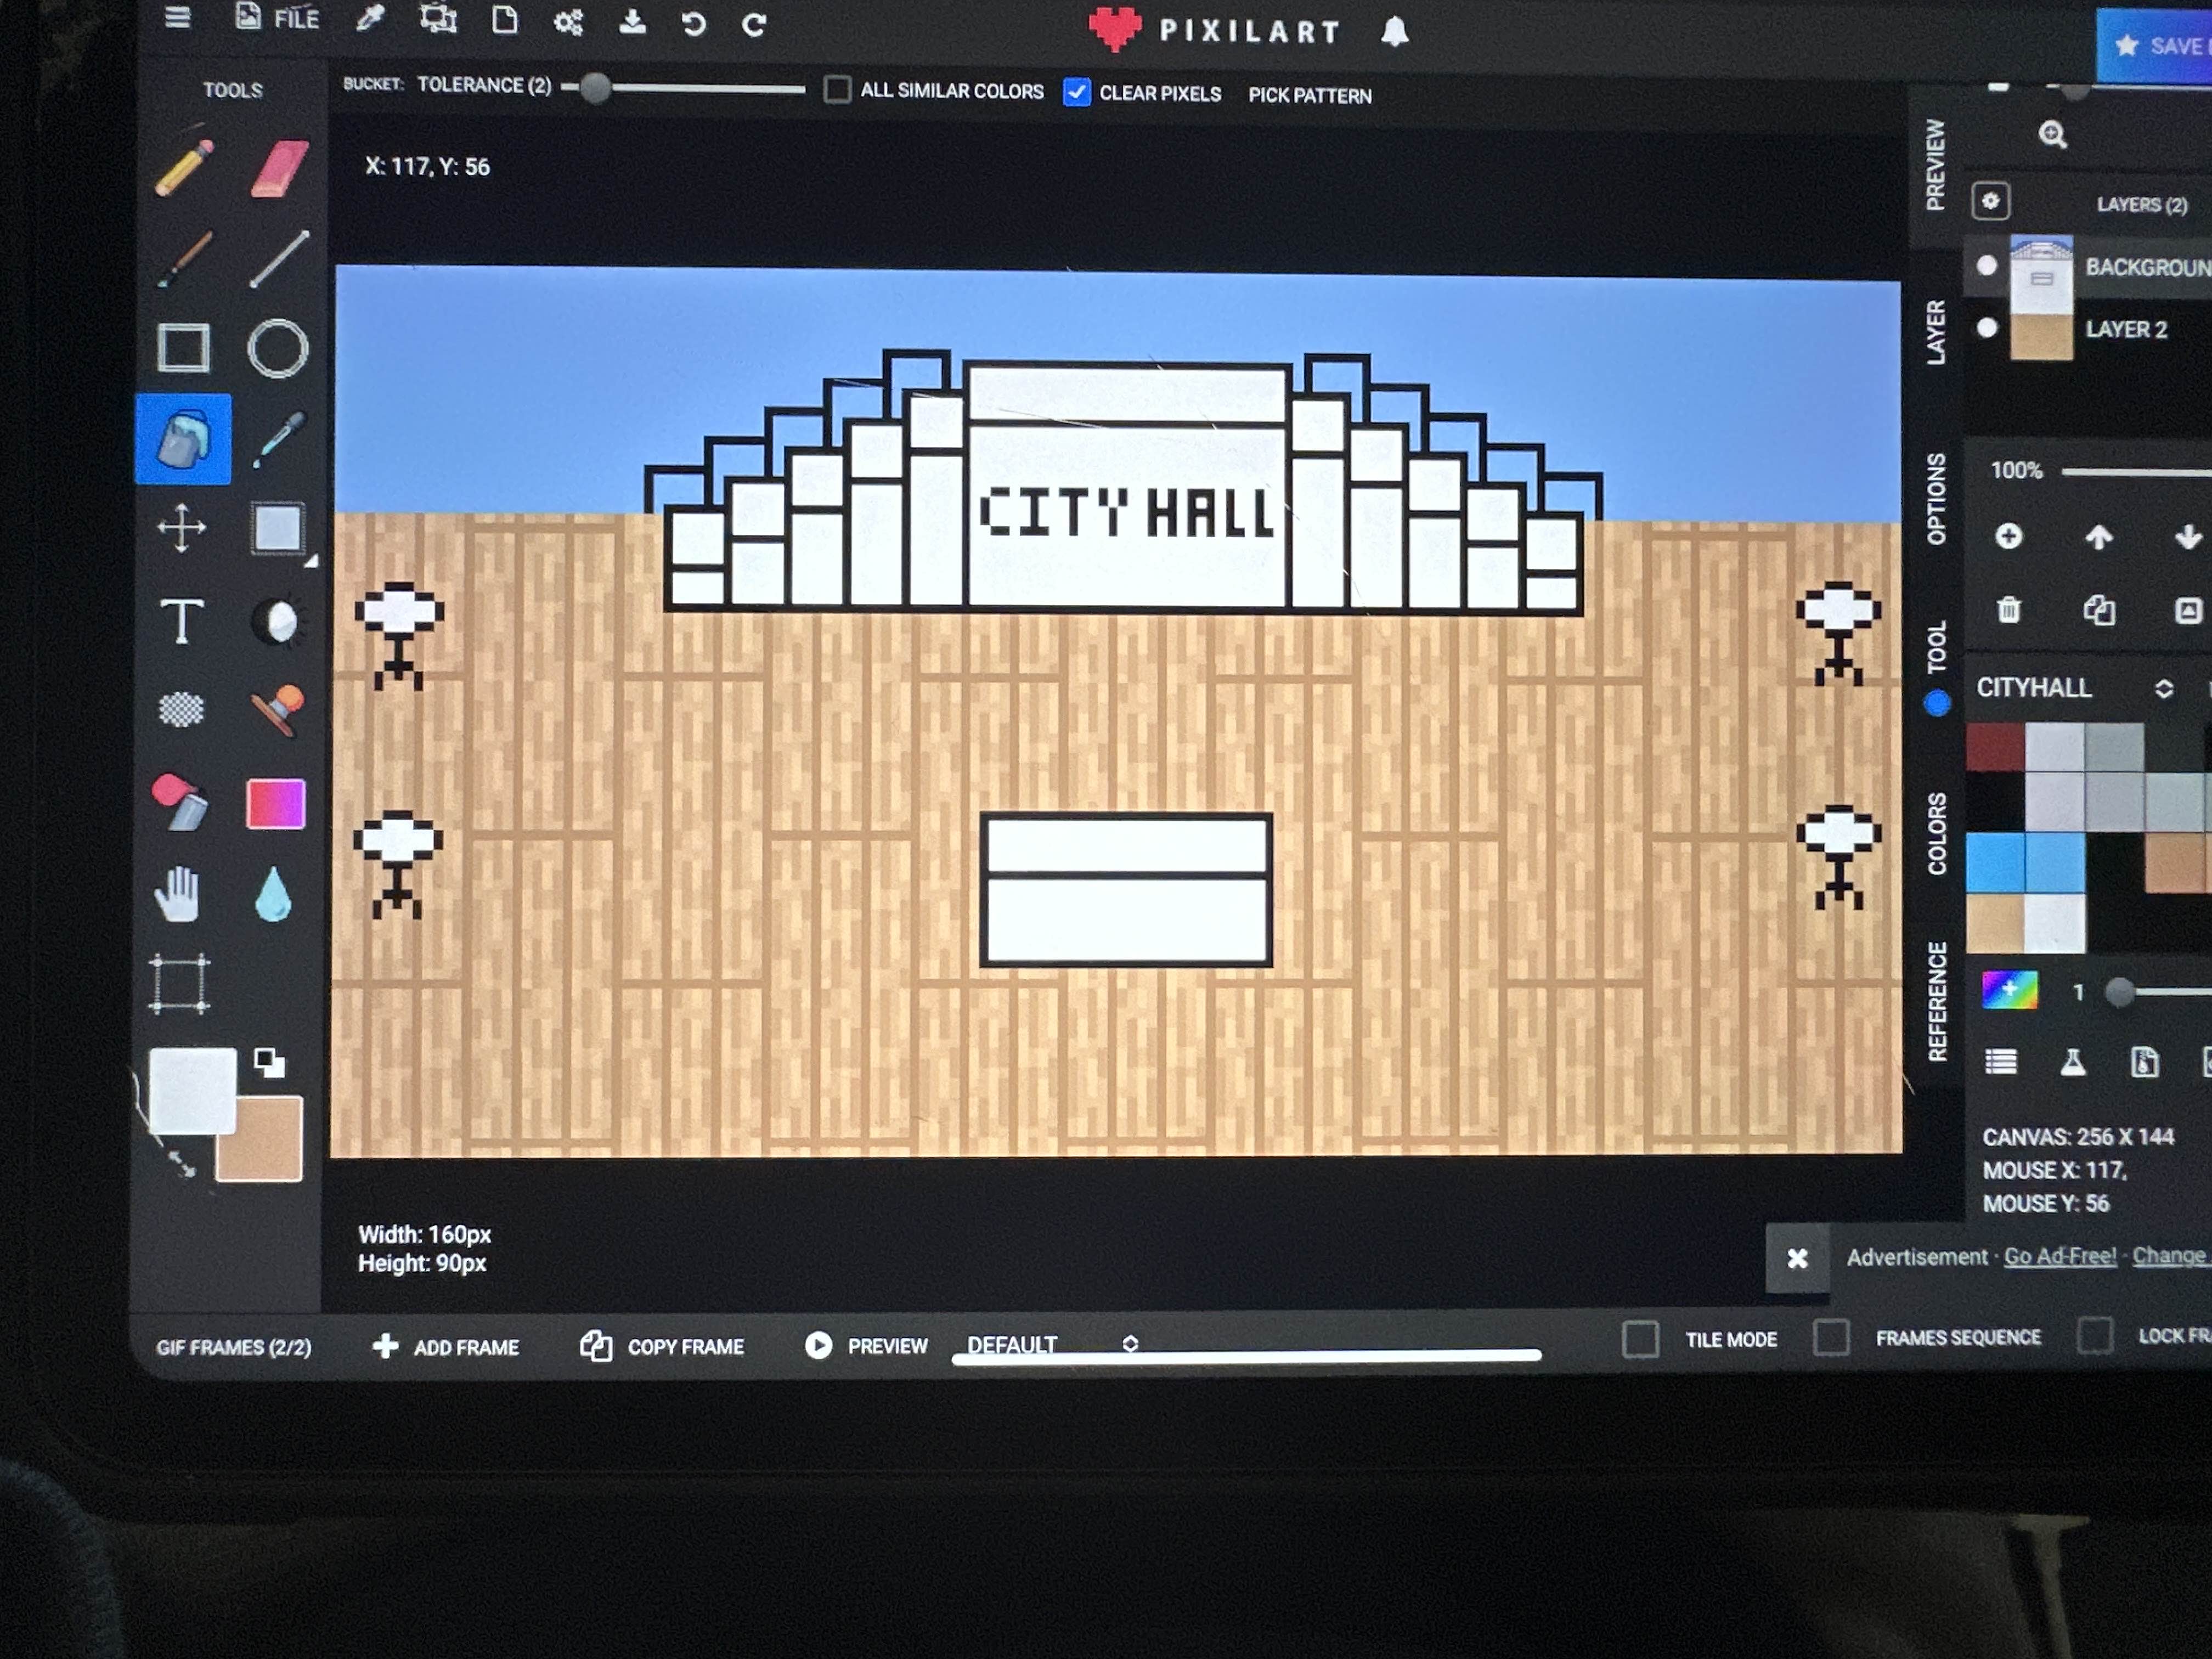 FILE
PIXILART
SAVE
TOOLS
BUCKET: TOLERANCE (2)
ALL SIMILAR COLORS
CLEAR PIXELS
PICK PATTERN
X: 117, Y: 56
PREVIEW
LAYERS (2)
BACKGROUN
LAYER 2
LAYER
100%
OPTIONS
CITY HALL
TOOL
CITYHALL
COLORS
REFERENCE
1
CANVAS: 256 X 144
MOUSE X: 117,
MOUSE Y: 56
Width: 160px
Height: 90px
Advertisement · Go Ad-Free! · Change
GIF FRAMES (2/2)
ADD FRAME
COPY FRAME
PREVIEW
DEFAULT
TILE MODE
FRAMES SEQUENCE
LOCK FR